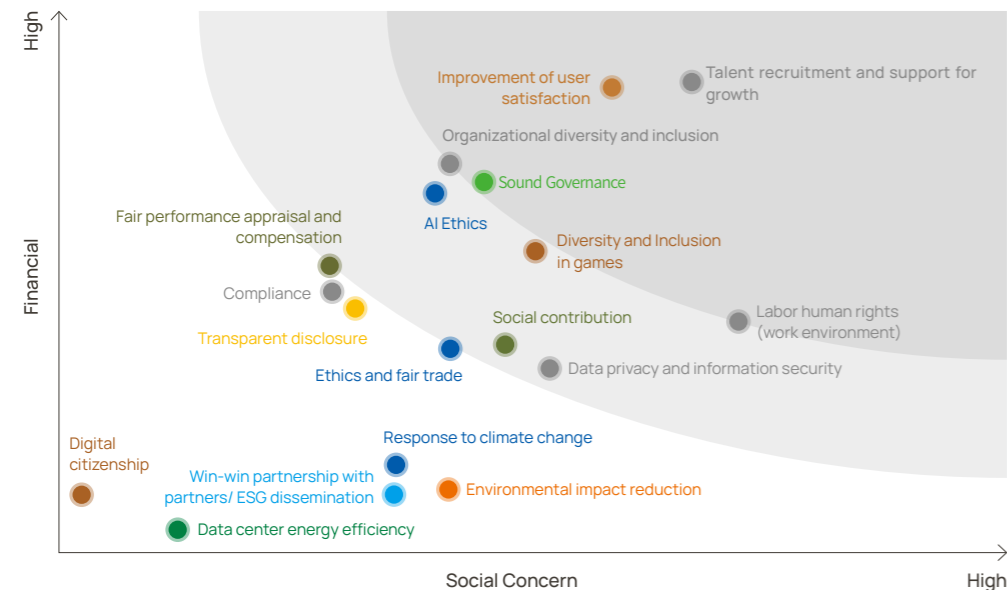 High
Financial
Improvement of user
satisfaction
Talent recruitment and support for
growth
Organizational diversity and inclusion
Sound Governance
AI Ethics
Fair performance appraisal and
compensation
Diversity and Inclusion
in games
Compliance
Transparent disclosure
Social contribution
Labor human rights
(work environment)
Ethics and fair trade
Data privacy and information security
Digital
citizenship
Response to climate change
Win-win partnership with
partners/ ESG dissemination
Environmental impact reduction
Data center energy efficiency
Social Concern
High